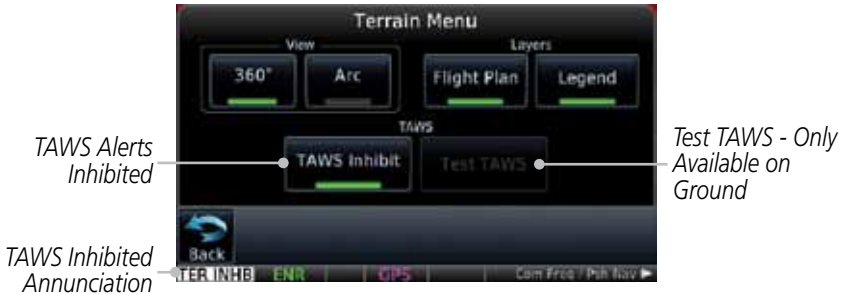 Terrain Menu
View
Layers
360°
Arc
Flight Plan
Legend
TAWS
TAWS Alerts
Inhibited
TAWS Inhibit
Test TAWS
Test TAWS - Only
Available on
Ground
Back
TAWS Inhibited
Annunciation
TER INHB ENR GPS Com Freq / Psh Nav